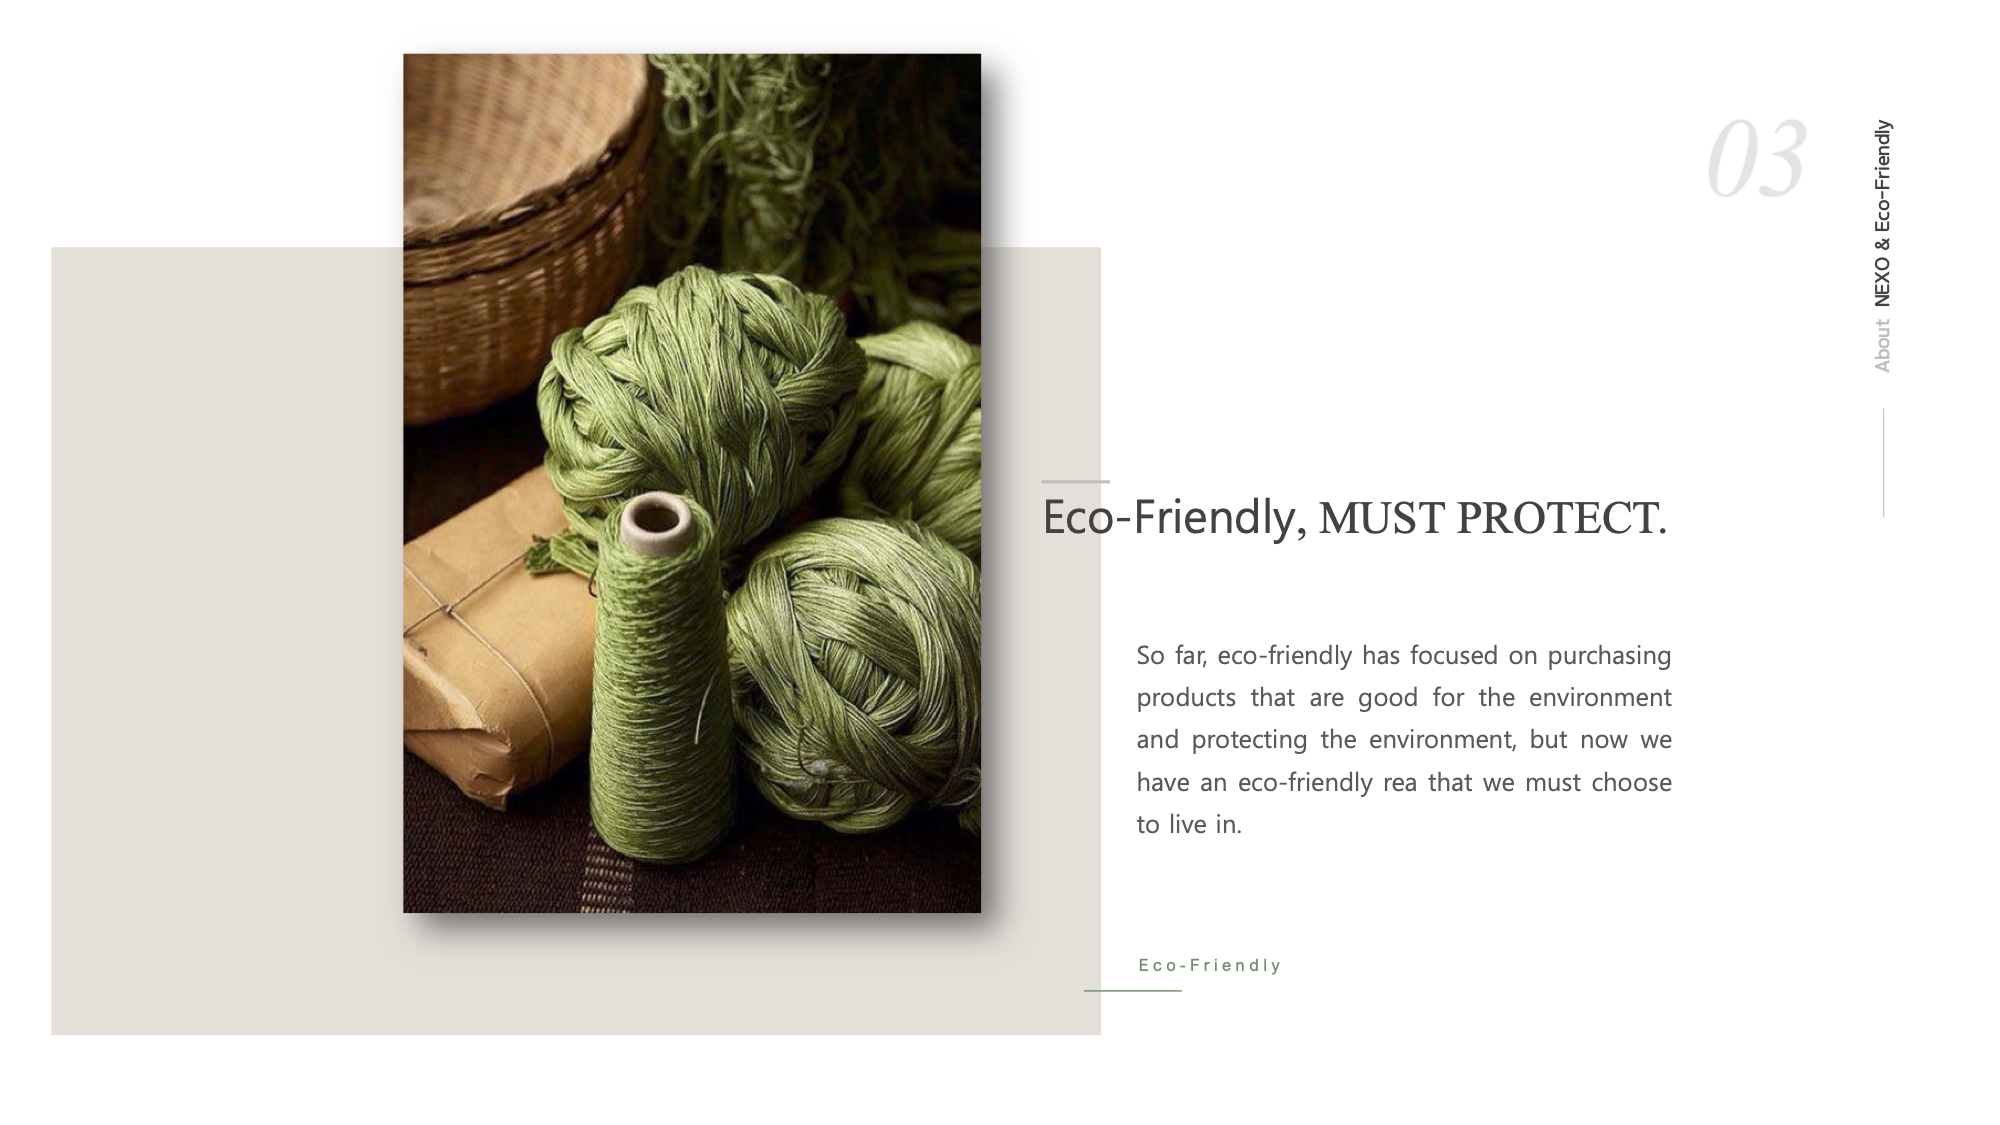 03
About NEXO & Eco-Friendly
Eco-Friendly, MUST PROTECT.
So far, eco-friendly has focused on purchasing
products that are good for the environment
and protecting the environment, but now we
have an eco-friendly rea that we must choose
to live in.
Eco-Friendly